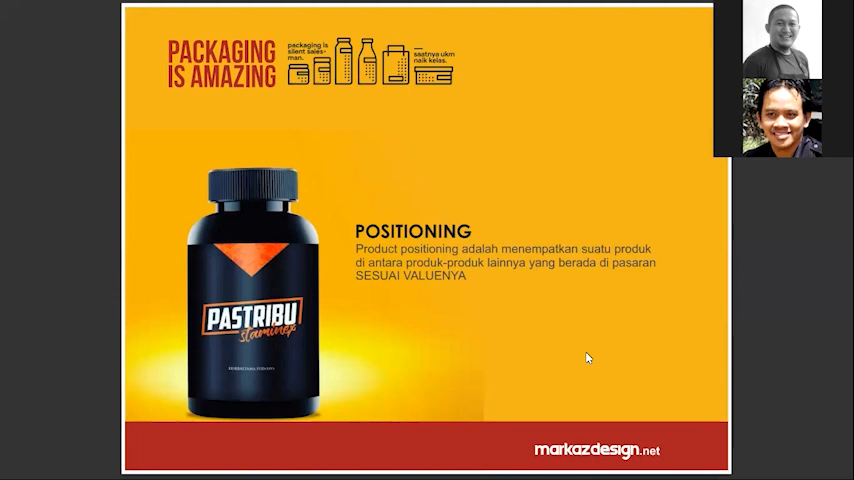 PACKAGING
IS AMAZING
packaging is
silent sales-
man.
saatnya ukm
naik kelas.
POSITIONING
Product positioning adalah menempatkan suatu produk
di antara produk-produk lainnya yang berada di pasaran
SESUAI VALUENYA
PASTRIBU
staminex
markazdesign.net